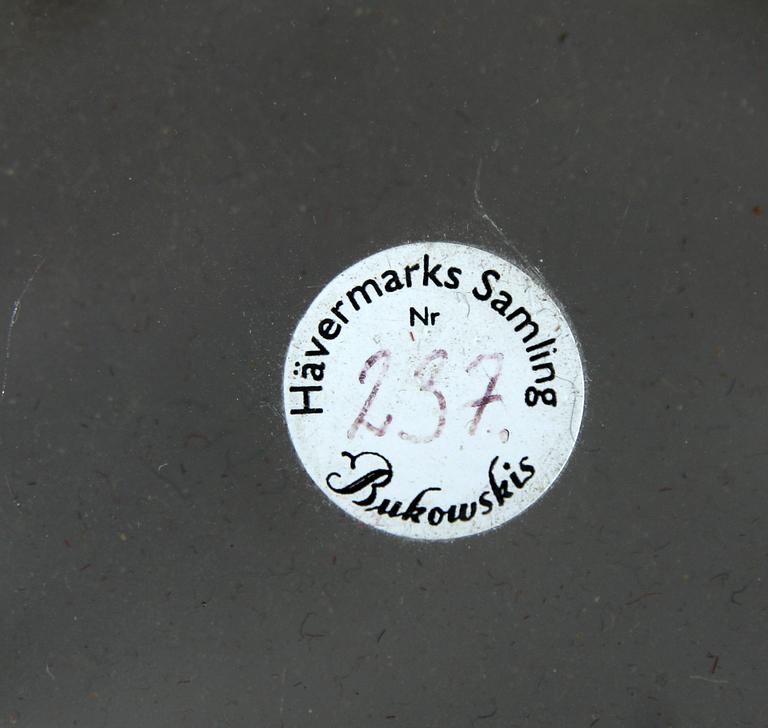 Hävermarks Samling
Nr
237.
Bukowskis